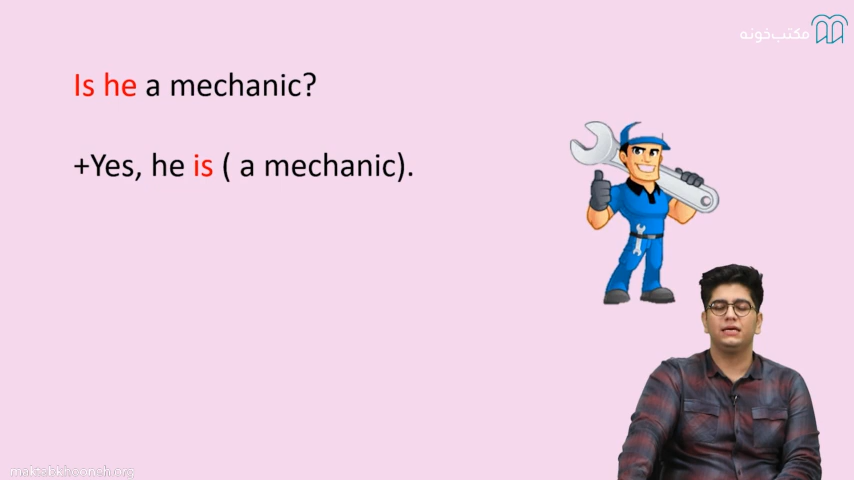 مکتب‌خونه
Is he a mechanic?
+Yes, he is ( a mechanic).
maktabkhooneh.org